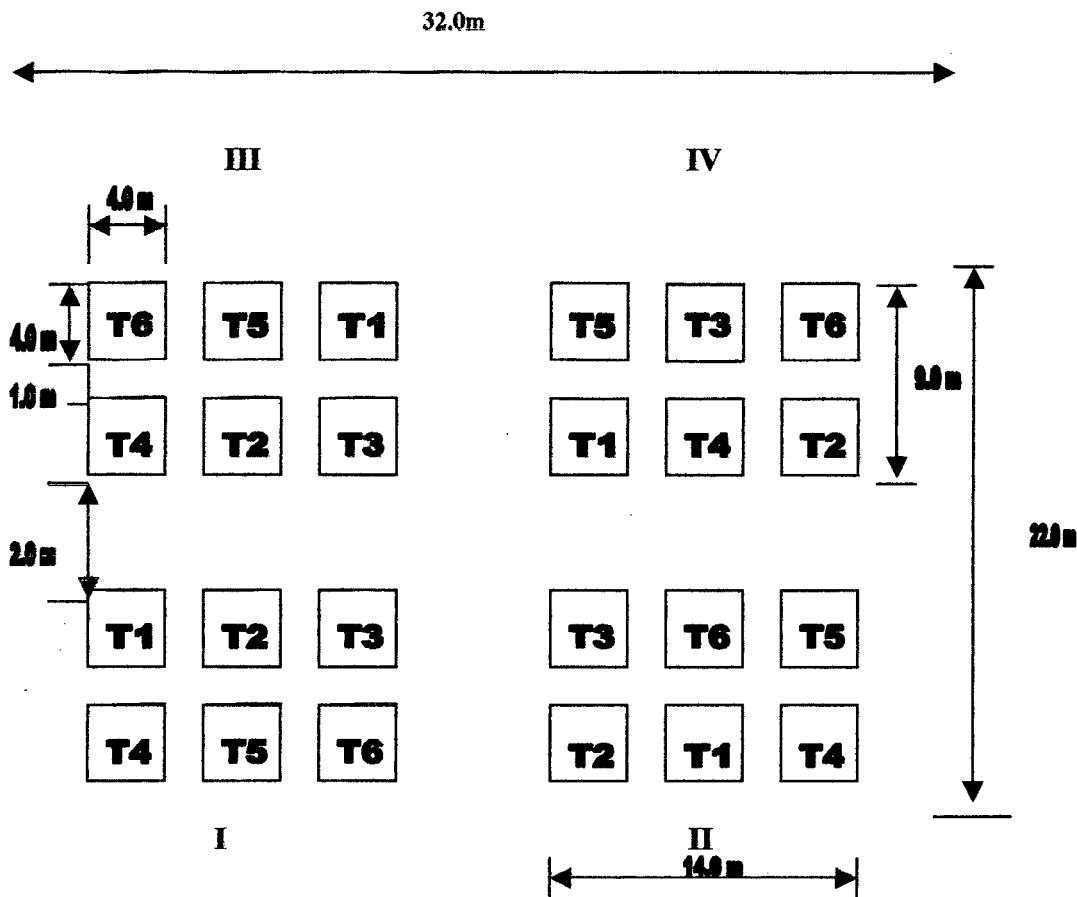 32.0m
III IV
4.0 m
T6 T5 T1 T5 T3 T6
4.0 m
9.0 m
1.0 m
T4 T2 T3 T1 T4 T2
22.0 m
2.0 m
T1 T2 T3 T3 T6 T5
T4 T5 T6 T2 T1 T4
I II
14.0 m